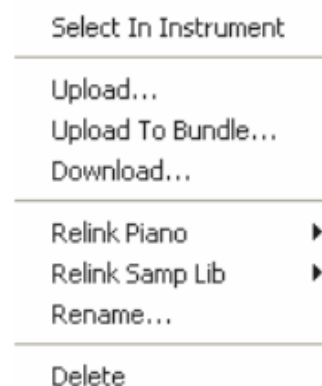 Select In Instrument
Upload...
Upload To Bundle...
Download...
Relink Piano
Relink Samp Lib
Rename...
Delete